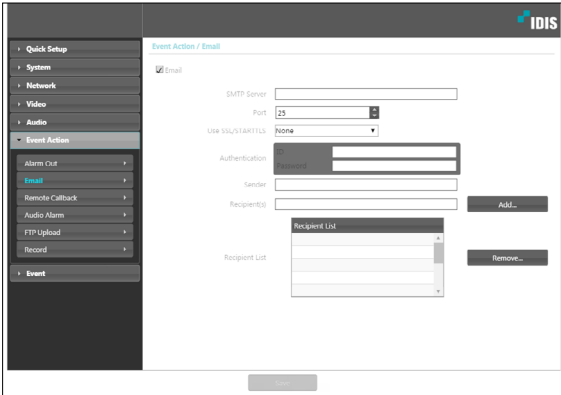 IDIS
Quick Setup
System
Network
Video
Audio
Event Action
Alarm Out
Email
Remote Callback
Audio Alarm
FTP Upload
Record
Event
Event Action / Email
Email
SMTP Server
Port 25
Use SSL/STARTTLS None
Authentication
ID
Password
Sender
Recipient(s) Add...
Recipient List
Recipient List Remove...
Save